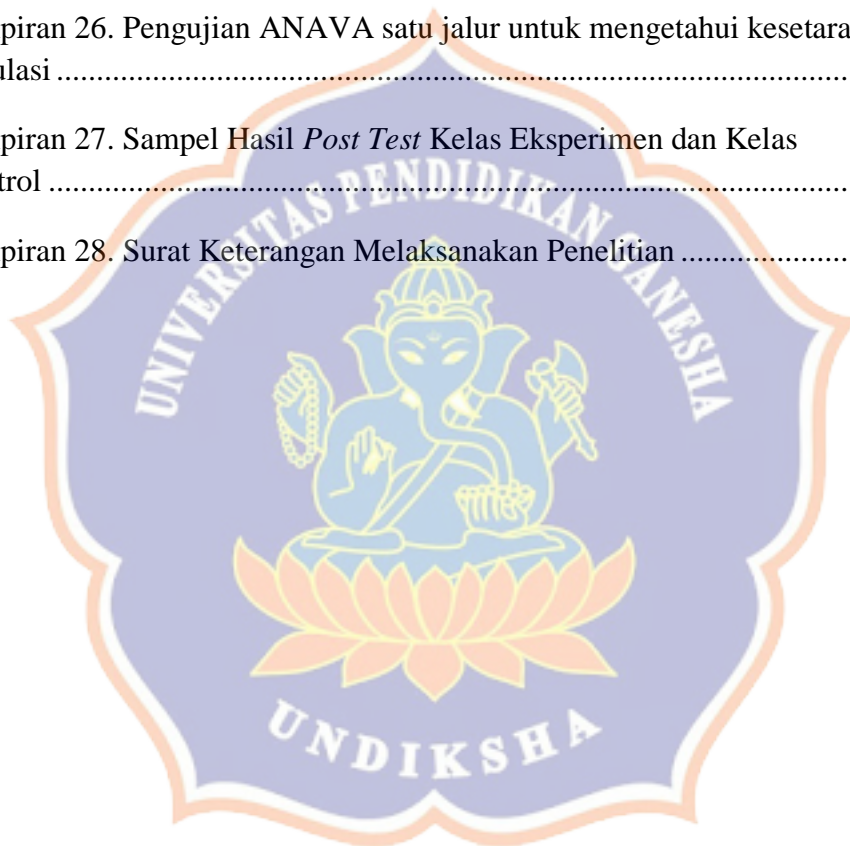 piran 26. Pengujian ANAVA satu jalur untuk mengetahui kesetara
ulasi ........................................................................................................
piran 27. Sampel Hasil Post Test Kelas Eksperimen dan Kelas
trol .........................................................................................................
piran 28. Surat Keterangan Melaksanakan Penelitian ......................
UNIVERSITAS PENDIDIKAN GANESHA
UNDIKSHA